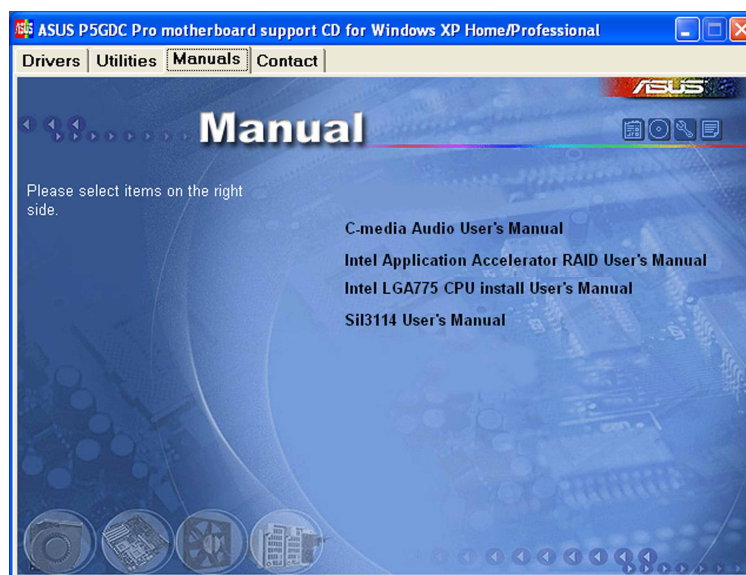 ASUS P5GDC Pro motherboard support CD for Windows XP Home/Professional
Drivers Utilities Manuals Contact
ASUS
Manual
Please select items on the right
side.
C-media Audio User's Manual
Intel Application Accelerator RAID User's Manual
Intel LGA775 CPU install User's Manual
Sil3114 User's Manual